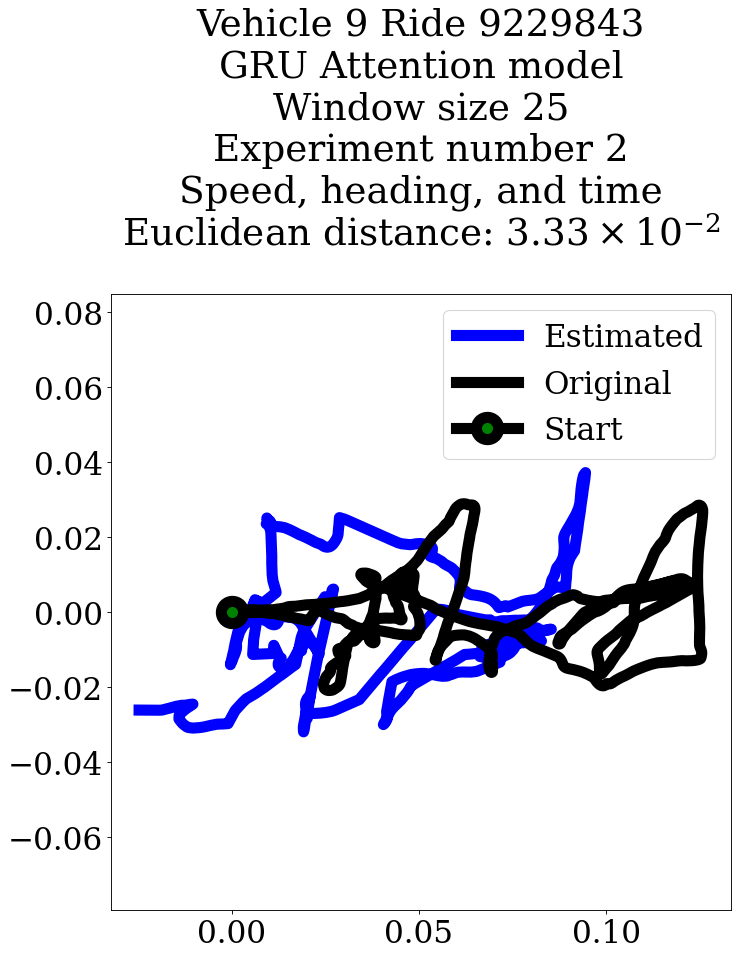 Vehicle 9 Ride 9229843
GRU Attention model
Window size 25
Experiment number 2
Speed, heading, and time
Euclidean distance: 3.33 × 10⁻²
Estimated
Original
Start
0.08
0.06
0.04
0.02
0.00
−0.02
−0.04
−0.06
0.00 0.05 0.10